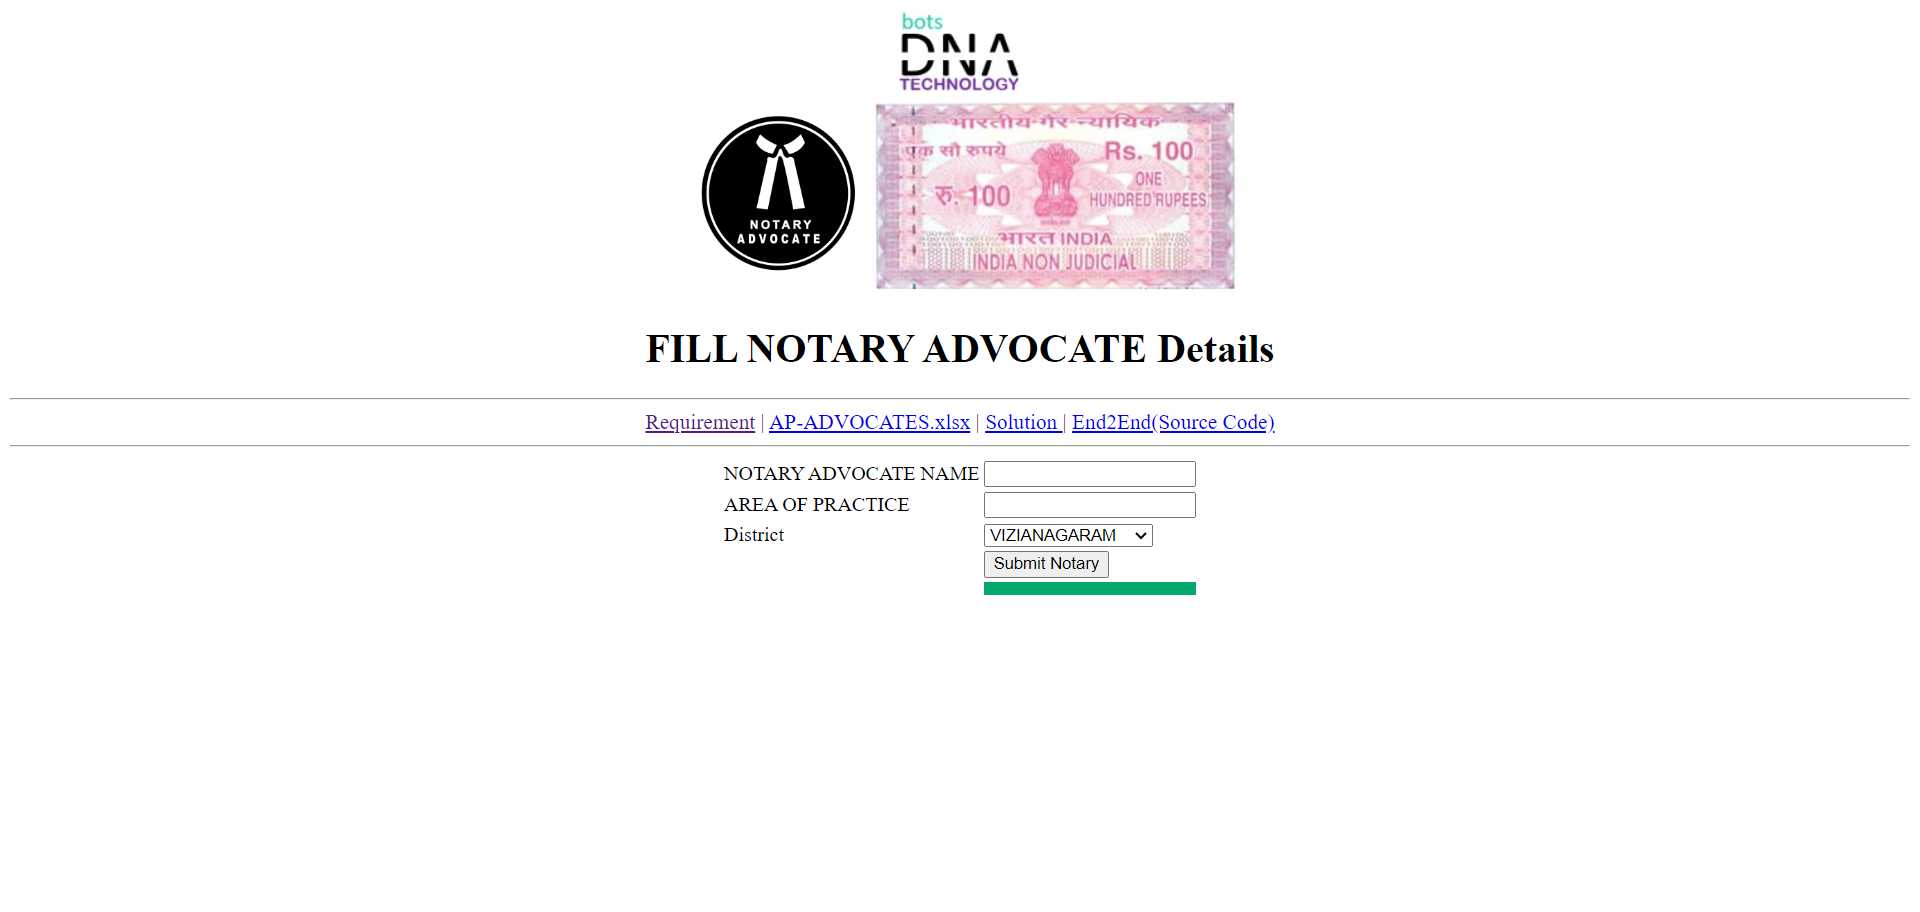 bots
DNA
TECHNOLOGY
NOTARY
ADVOCATE
भारतीय गैर न्यायिक
एक सौ रुपये
Rs. 100
रु. 100
ONE
HUNDRED RUPEES
भारत INDIA
INDIA NON JUDICIAL
FILL NOTARY ADVOCATE Details
Requirement | AP-ADVOCATES.xlsx | Solution | End2End(Source Code)
NOTARY ADVOCATE NAME
AREA OF PRACTICE
District VIZIANAGARAM
Submit Notary